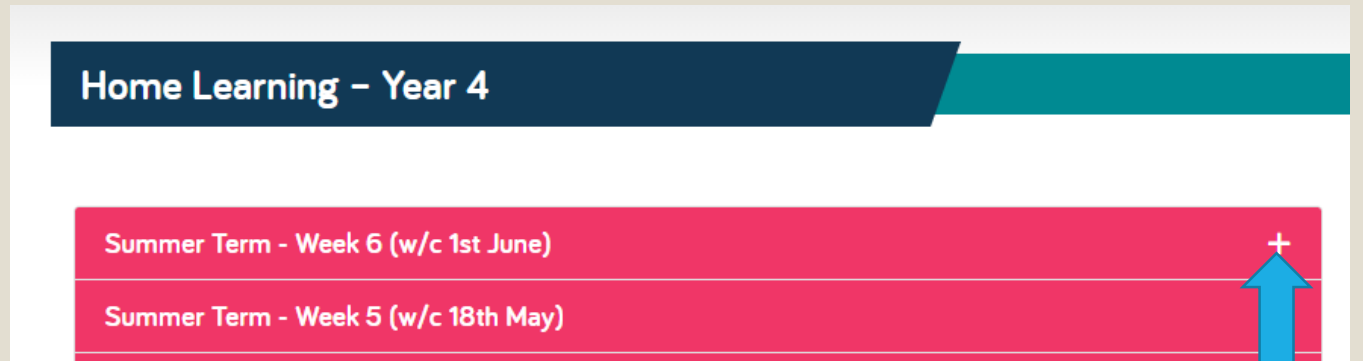 Home Learning – Year 4
Summer Term - Week 6 (w/c 1st June) +
Summer Term - Week 5 (w/c 18th May)